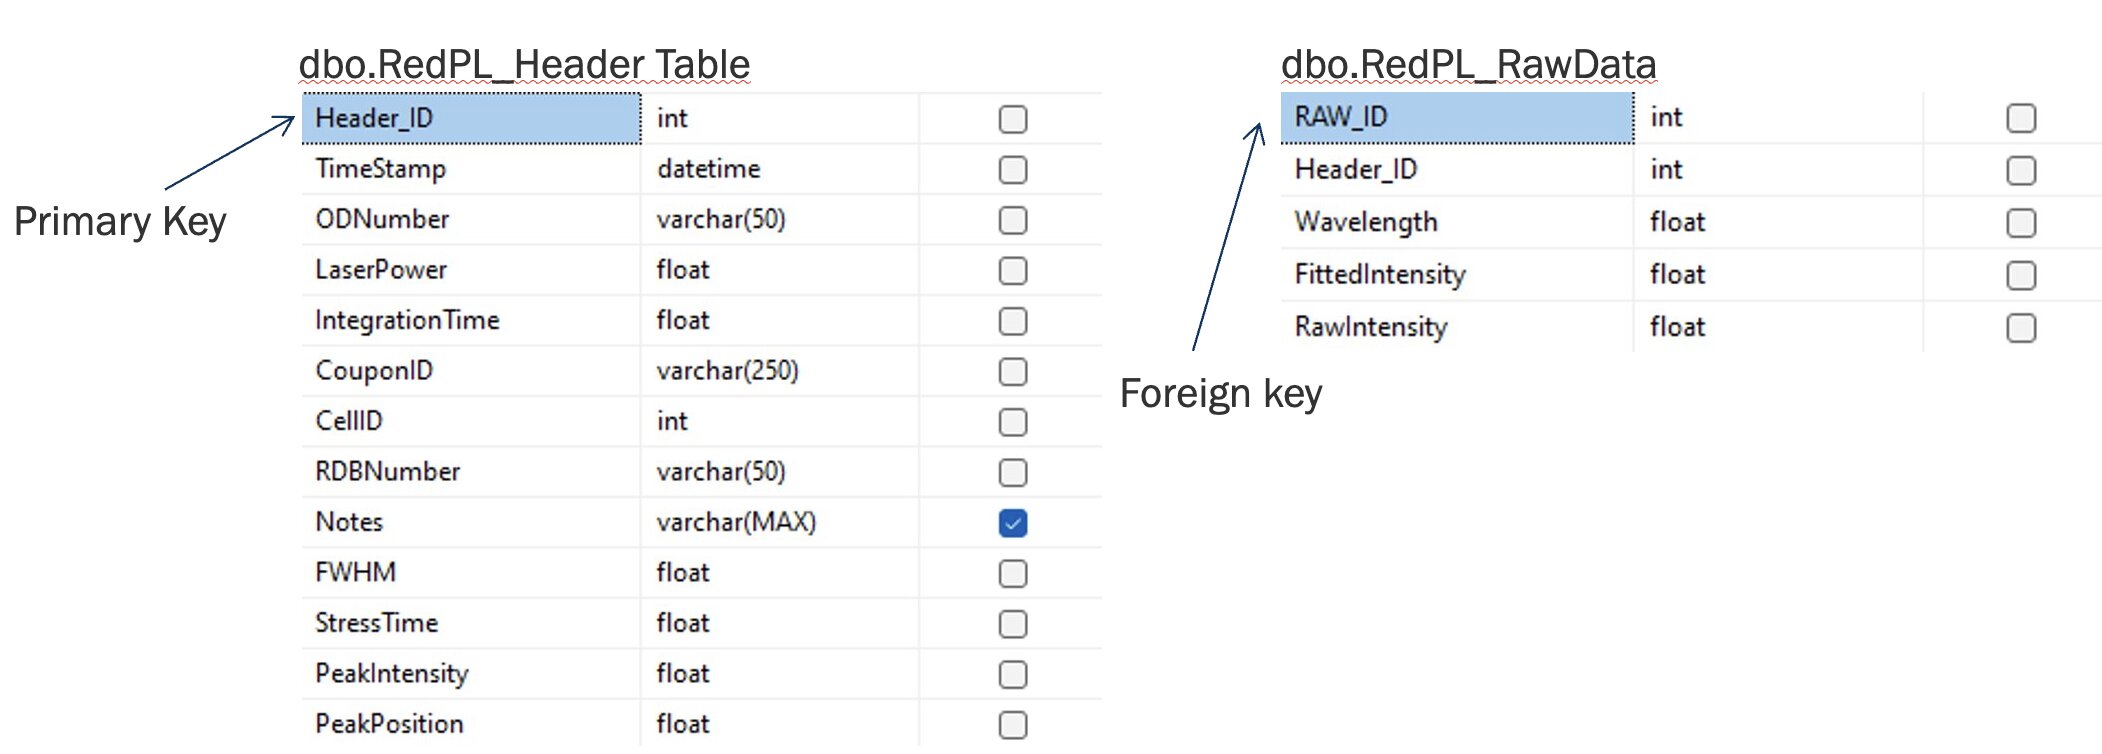 dbo.RedPL_Header Table
Header_ID int
TimeStamp datetime
ODNumber varchar(50)
LaserPower float
IntegrationTime float
CouponID varchar(250)
CellID int
RDBNumber varchar(50)
Notes varchar(MAX)
FWHM float
StressTime float
PeakIntensity float
PeakPosition float
Primary Key
dbo.RedPL_RawData
RAW_ID int
Header_ID int
Wavelength float
FittedIntensity float
RawIntensity float
Foreign key